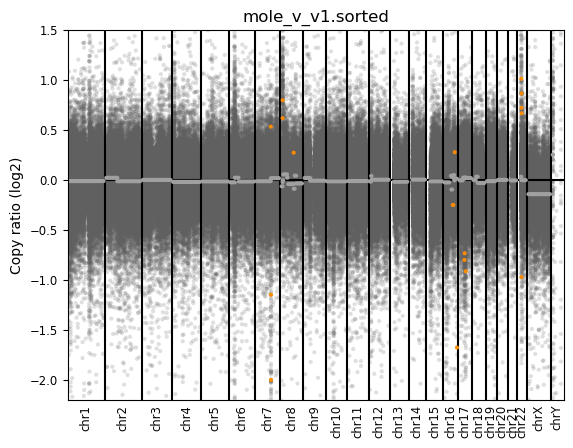 mole_v_v1.sorted
Copy ratio (log2)
1.5
1.0
0.5
0.0
−0.5
−1.0
−1.5
−2.0
chr1
chr2
chr3
chr4
chr5
chr6
chr7
chr8
chr9
chr10
chr11
chr12
chr13
chr14
chr15
chr16
chr17
chr18
chr19
chr20
chr21
chr22
chrX
chrY